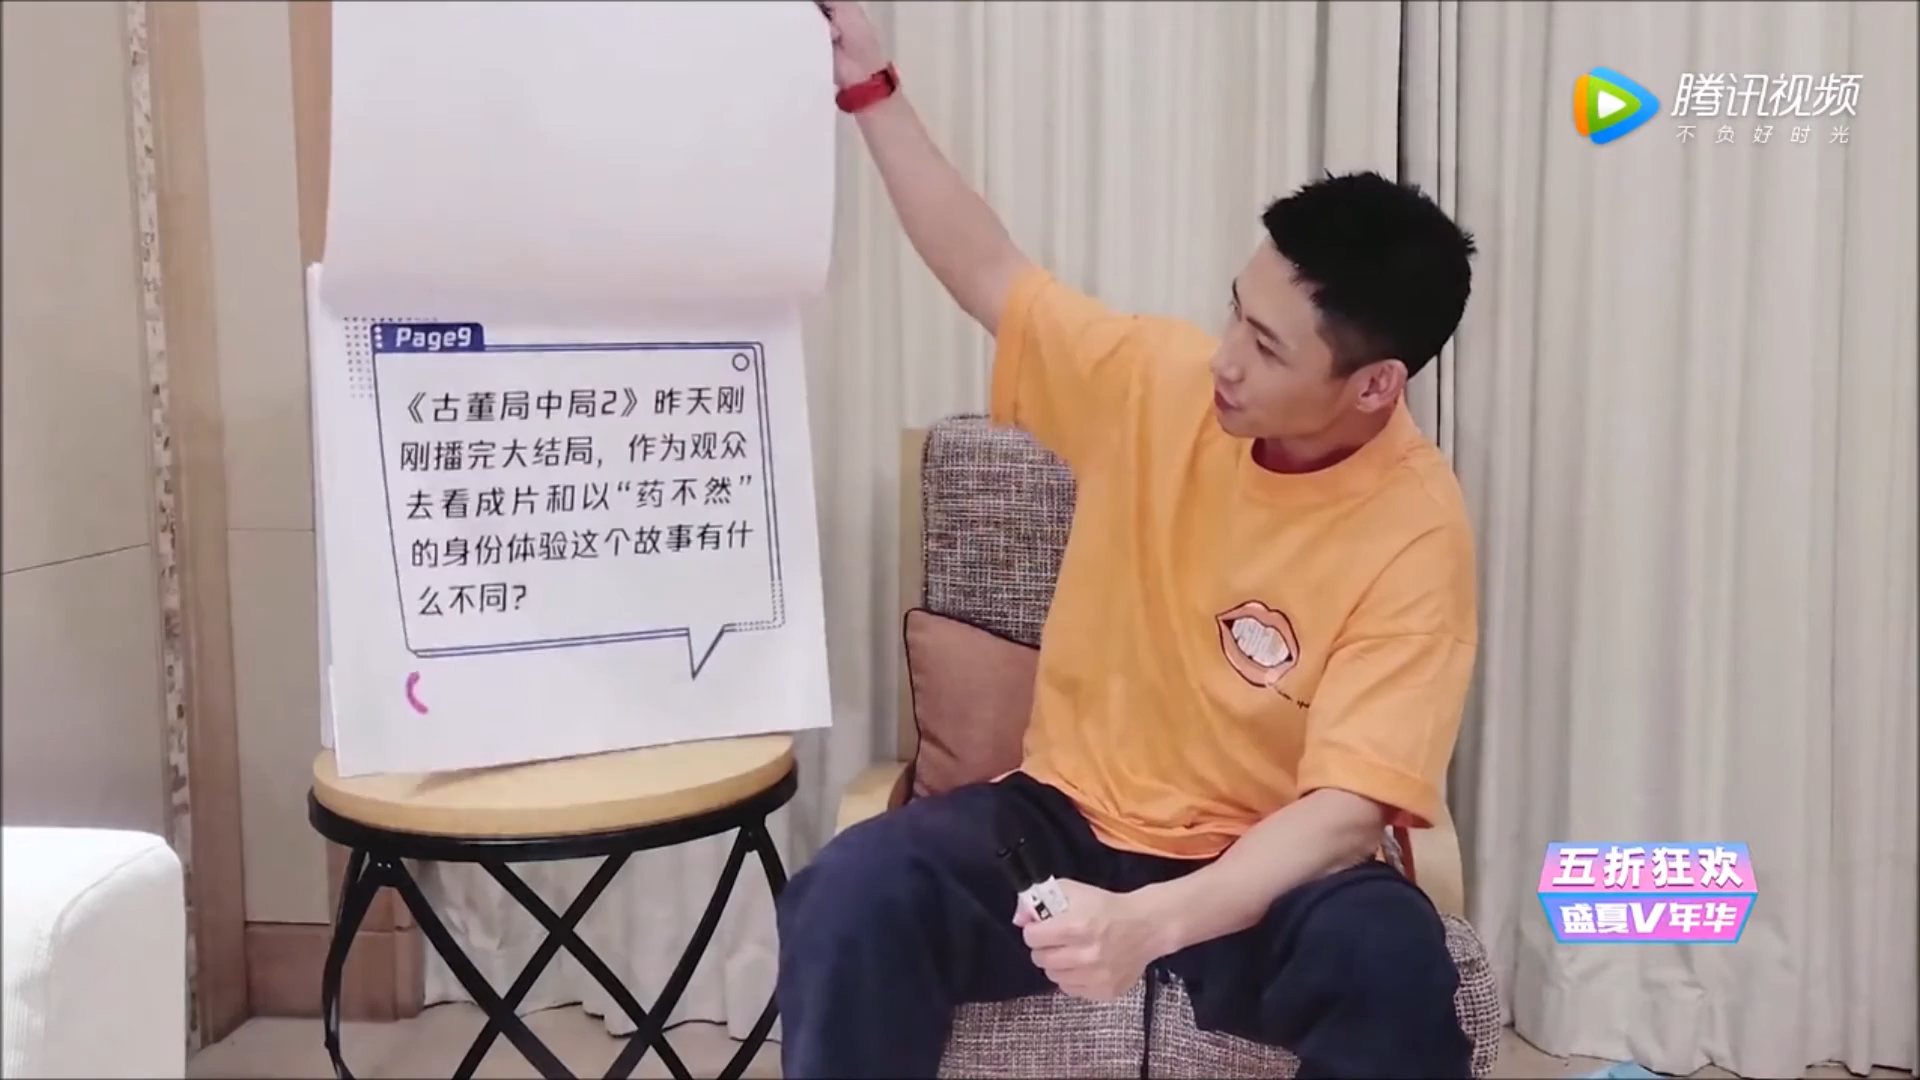 腾讯视频
不负好时光
Page9
《古董局中局2》昨天刚
刚播完大结局，作为观众
去看成片和以“药不然”
的身份体验这个故事有什
么不同?
五折狂欢
盛夏V年华